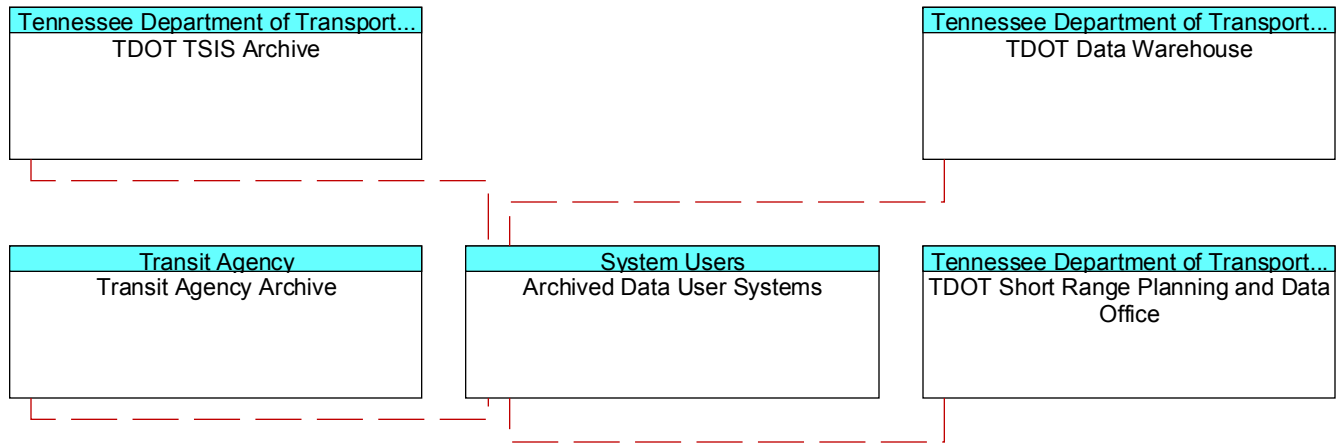 Tennessee Department of Transport...
TDOT TSIS Archive
Tennessee Department of Transport...
TDOT Data Warehouse
Transit Agency
Transit Agency Archive
System Users
Archived Data User Systems
Tennessee Department of Transport...
TDOT Short Range Planning and Data
Office